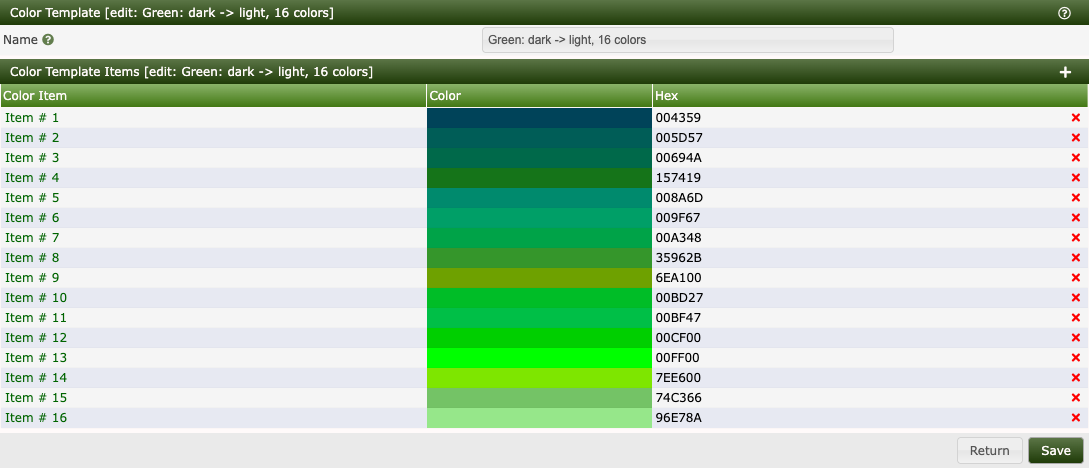 Color Template [edit: Green: dark -> light, 16 colors]
Name
Green: dark -> light, 16 colors
Color Template Items [edit: Green: dark -> light, 16 colors]
Color Item Color Hex
Item # 1 004359
Item # 2 005D57
Item # 3 00694A
Item # 4 157419
Item # 5 008A6D
Item # 6 009F67
Item # 7 00A348
Item # 8 35962B
Item # 9 6EA100
Item # 10 00BD27
Item # 11 00BF47
Item # 12 00CF00
Item # 13 00FF00
Item # 14 7EE600
Item # 15 74C366
Item # 16 96E78A
Return Save